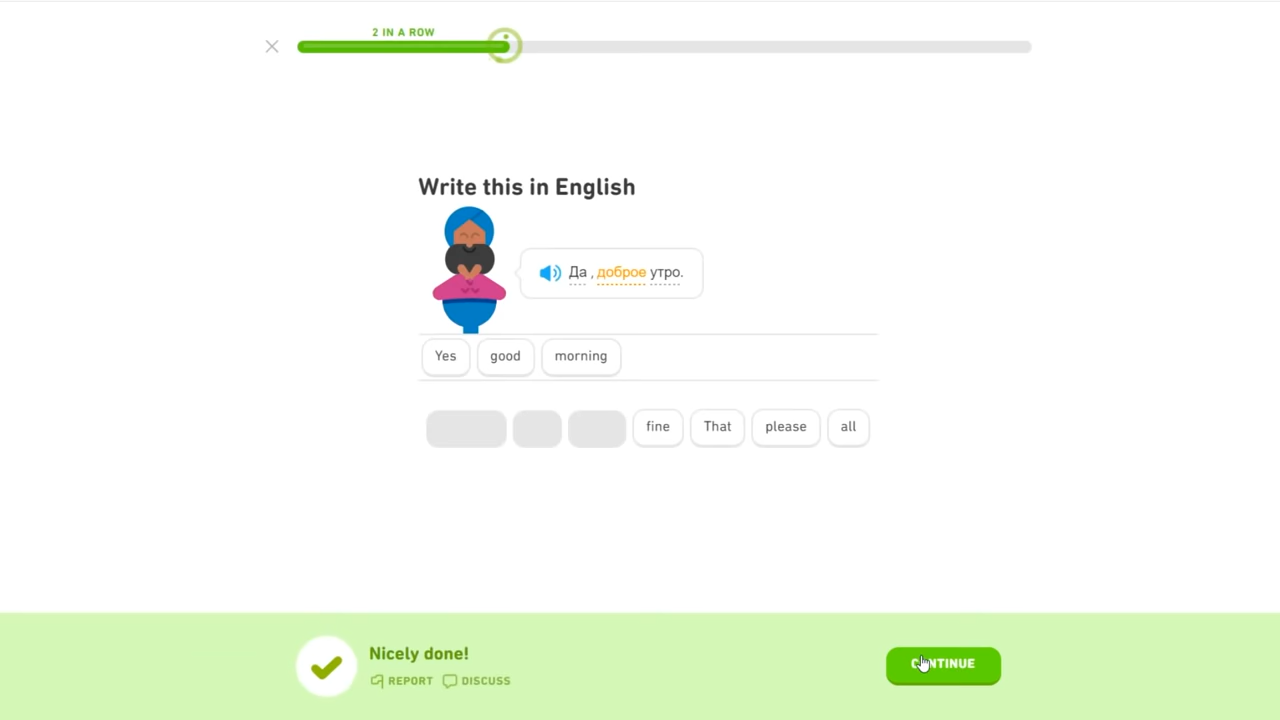 2 IN A ROW
Write this in English
Да , доброе утро.
Yes good morning
fine That please all
Nicely done!
REPORT DISCUSS
CONTINUE